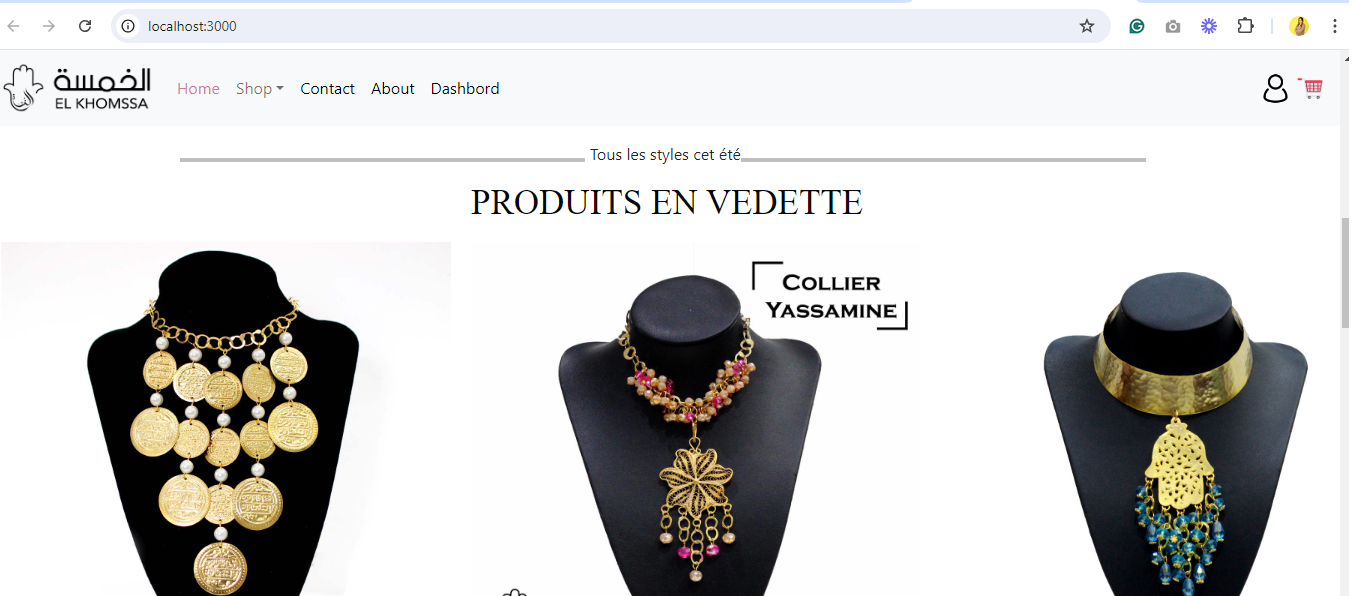 localhost:3000
الخمسة
EL KHOMSSA
Home Shop Contact About Dashbord
Tous les styles cet été
PRODUITS EN VEDETTE
COLLIER
YASSAMINE